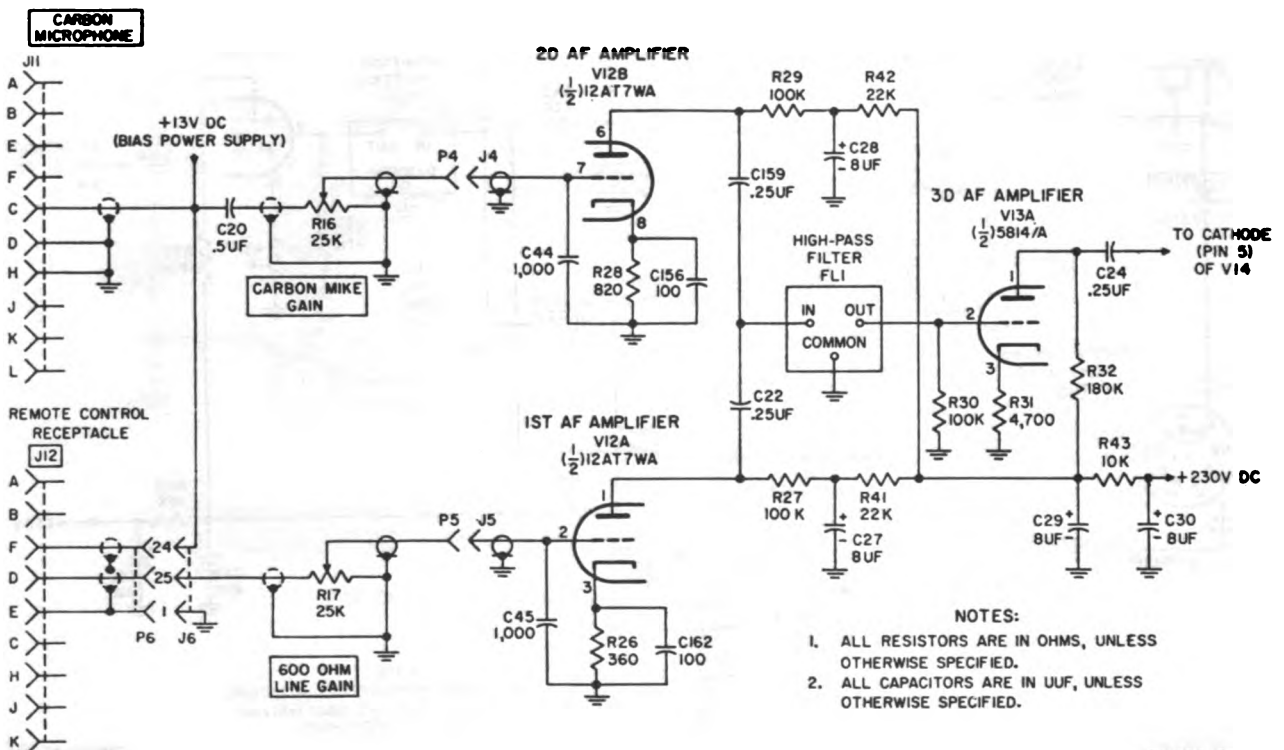 CARBON
MICROPHONE
J11
A
B
E
F
C
D
H
J
K
L
+13V DC
(BIAS POWER SUPPLY)
C20
.5UF
R16
25K
CARBON MIKE
GAIN
P4
J4
2D AF AMPLIFIER
V12B
(1/2)12AT7WA
6
7
8
C44
1,000
R28
820
C156
100
R29
100K
R42
22K
+
C28
-
8UF
C159
.25UF
HIGH-PASS
FILTER
FL1
IN
OUT
COMMON
C22
.25UF
3D AF AMPLIFIER
V13A
(1/2)5814/A
1
2
3
R30
100K
R31
4,700
C24
.25UF
TO CATHODE
(PIN 5)
OF V14
R32
180K
R43
10K
+230V DC
C29
8UF
+
-
C30
8UF
+
-
REMOTE CONTROL
RECEPTACLE
J12
A
B
F
D
E
C
H
J
K
24
25
1
P6
J6
R17
25K
600 OHM
LINE GAIN
P5
J5
1ST AF AMPLIFIER
V12A
(1/2)12AT7WA
1
2
3
C45
1,000
R26
360
C162
100
R27
100K
R41
22K
+
-
C27
8UF
NOTES:
1. ALL RESISTORS ARE IN OHMS, UNLESS
OTHERWISE SPECIFIED.
2. ALL CAPACITORS ARE IN UUF, UNLESS
OTHERWISE SPECIFIED.